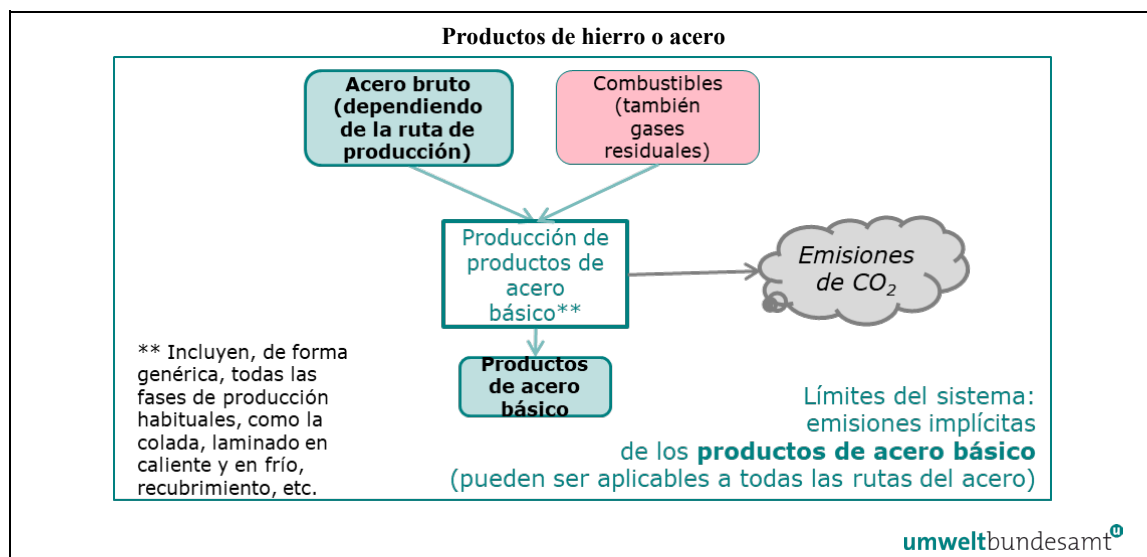 Productos de hierro o acero
Acero bruto
(dependiendo
de la ruta de
producción)
Combustibles
(también
gases
residuales)
Producción de
productos de
acero
básico**
Emisiones
de CO₂
Productos
de acero
básico
** Incluyen, de forma
genérica, todas las
fases de producción
habituales, como la
colada, laminado en
caliente y en frío,
recubrimiento, etc.
Límites del sistema:
emisiones implícitas
de los productos de acero básico
(pueden ser aplicables a todas las rutas del acero)
umweltbundesamt u